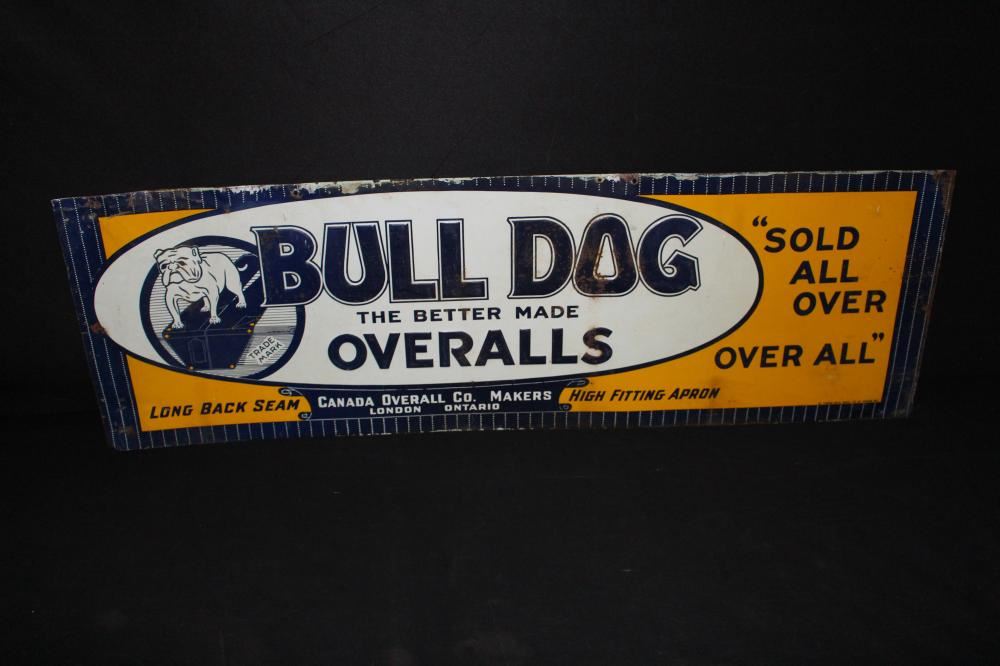 BULL DOG
THE BETTER MADE
OVERALLS
TRADE
MARK
"SOLD
ALL
OVER
OVER ALL"
LONG BACK SEAM
CANADA OVERALL CO. MAKERS
LONDON ONTARIO
HIGH FITTING APRON